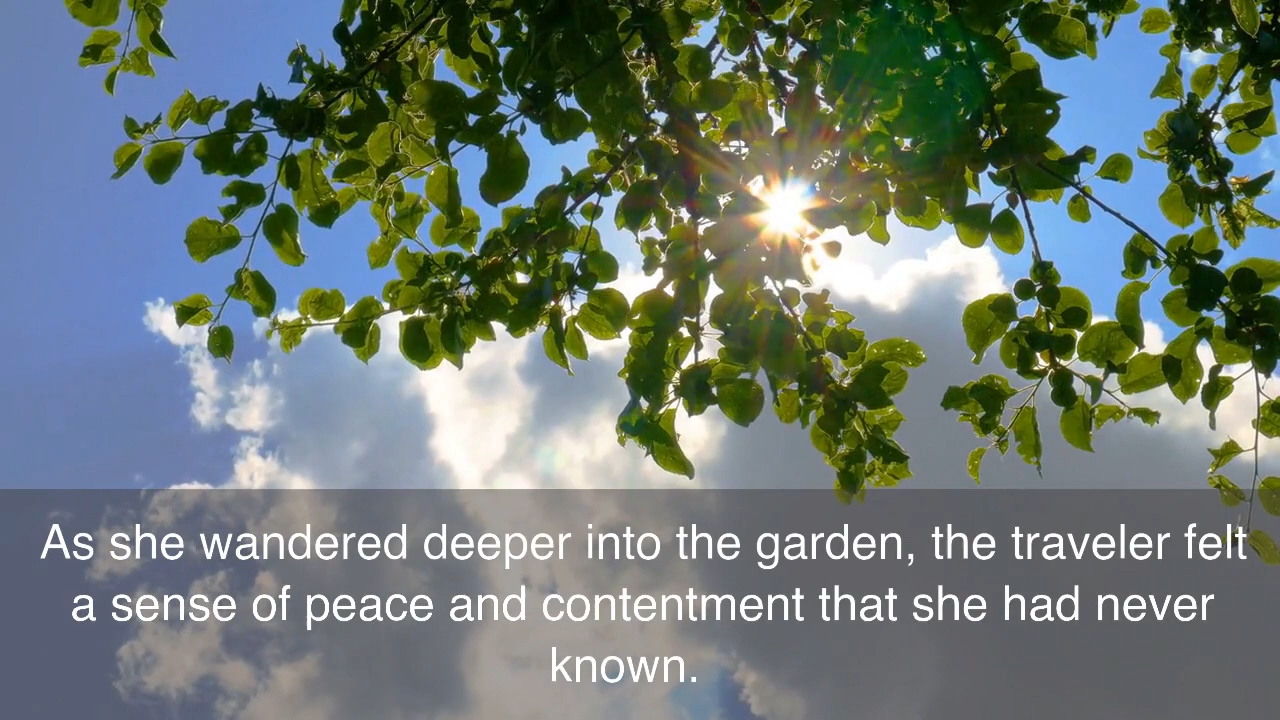 As she wandered deeper into the garden, the traveler felt
a sense of peace and contentment that she had never
known.